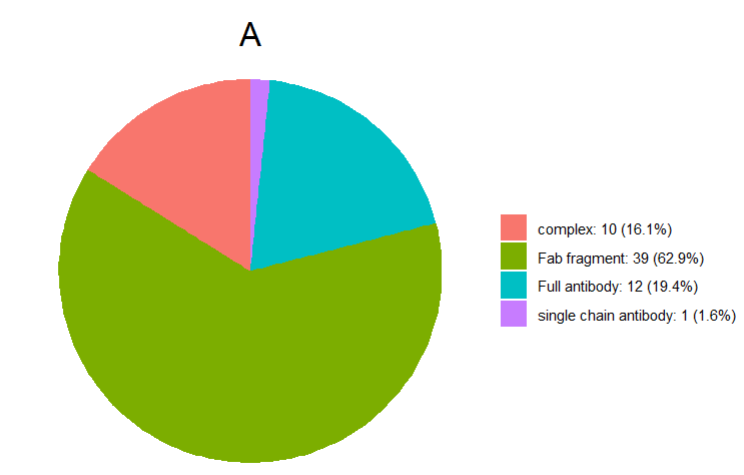 A
complex: 10 (16.1%)
Fab fragment: 39 (62.9%)
Full antibody: 12 (19.4%)
single chain antibody: 1 (1.6%)